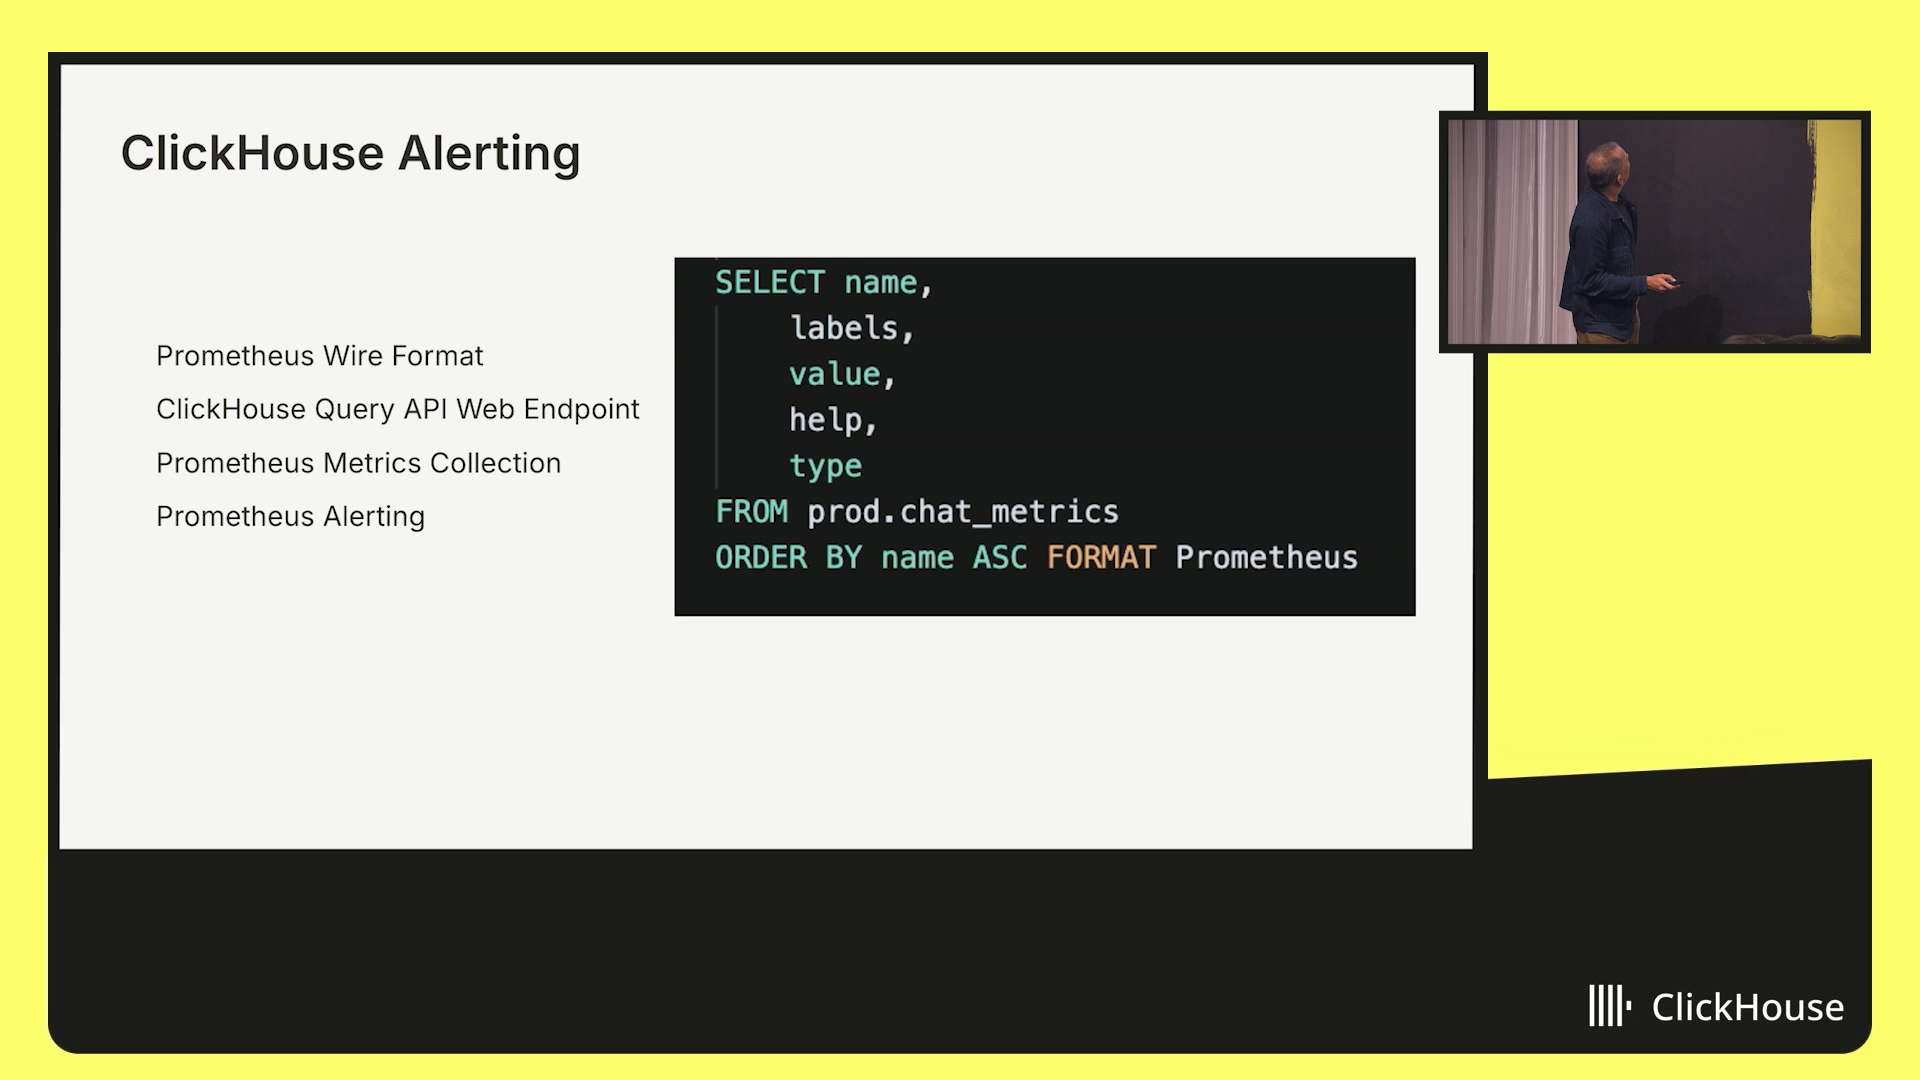 ClickHouse Alerting
Prometheus Wire Format
ClickHouse Query API Web Endpoint
Prometheus Metrics Collection
Prometheus Alerting
SELECT name,
labels,
value,
help,
type
FROM prod.chat_metrics
ORDER BY name ASC FORMAT Prometheus
ClickHouse